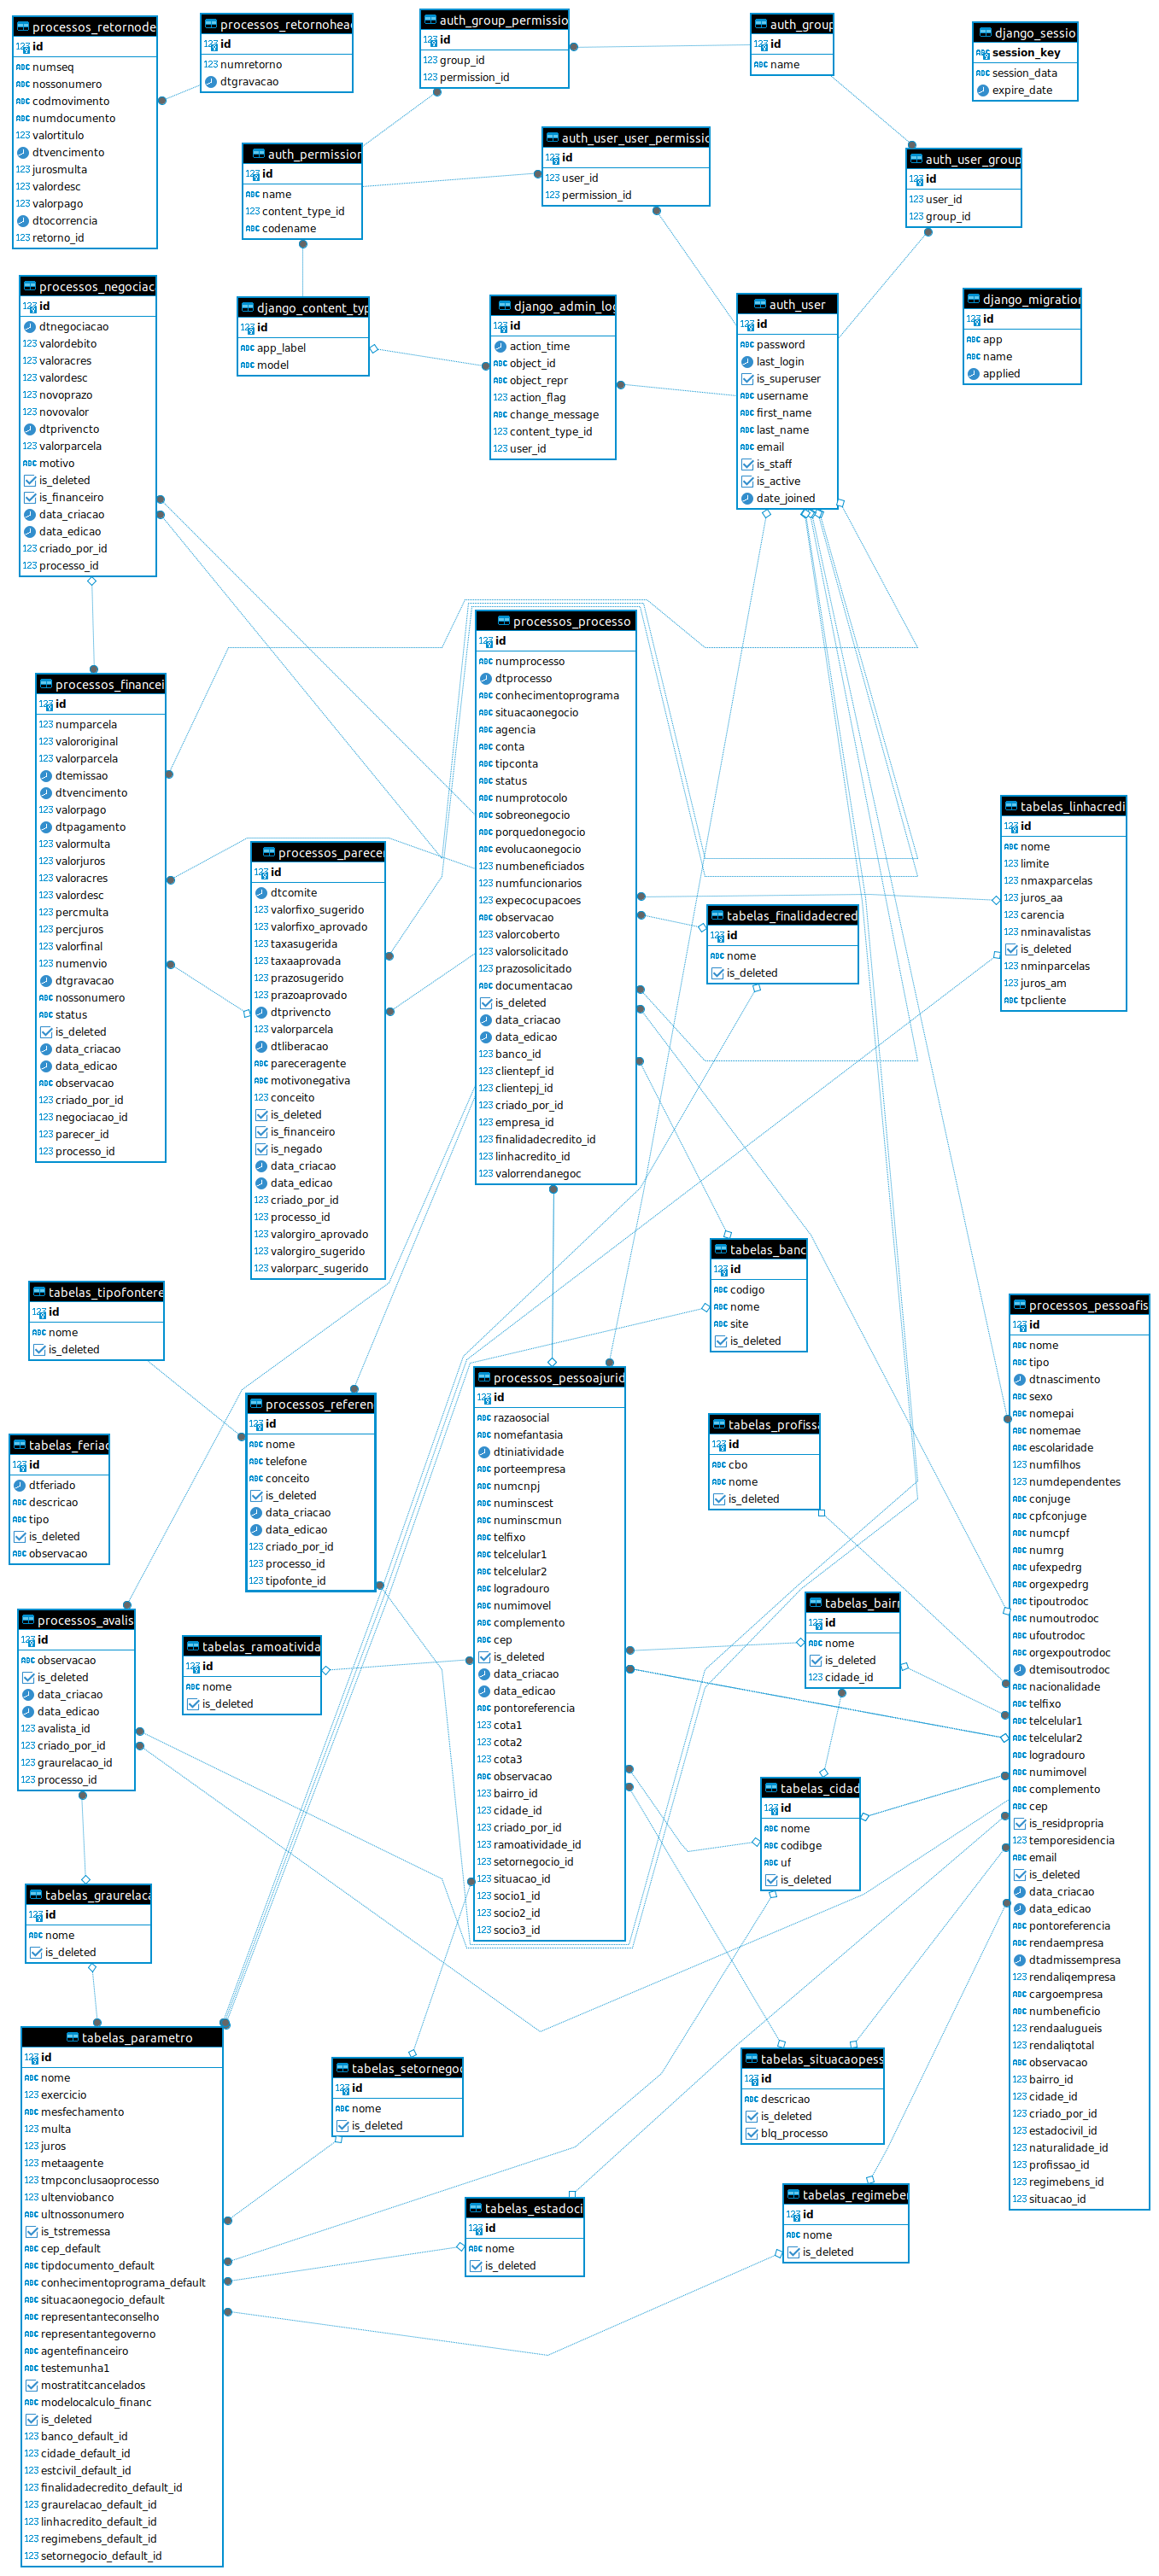 processos_retornode
id
numseq
nossonumero
codmovimento
numdocumento
valortitulo
dtvencimento
jurosmulta
valordesc
valorpago
dtocorrencia
retorno_id
processos_retornohead
id
numretorno
dtgravacao
auth_group_permissio
id
group_id
permission_id
auth_group
id
name
django_sessio
session_key
session_data
expire_date
auth_permission
id
name
content_type_id
codename
auth_user_user_permissio
id
user_id
permission_id
auth_user_group
id
user_id
group_id
processos_negociac
id
dtnegociacao
valordebito
valoracres
valordesc
novoprazo
novovalor
dtprivencto
valorparcela
motivo
is_deleted
is_financeiro
data_criacao
data_edicao
criado_por_id
processo_id
django_content_typ
id
app_label
model
django_admin_log
id
action_time
object_id
object_repr
action_flag
change_message
content_type_id
user_id
auth_user
id
password
last_login
is_superuser
username
first_name
last_name
email
is_staff
is_active
date_joined
django_migration
id
app
name
applied
processos_financei
id
numparcela
valororiginal
valorparcela
dtemissao
dtvencimento
valorpago
dtpagamento
valormulta
valorjuros
valoracres
valordesc
percmulta
percjuros
valorfinal
numenvio
dtgravacao
nossonumero
status
is_deleted
data_criacao
data_edicao
observacao
criado_por_id
negociacao_id
parecer_id
processo_id
processos_parecer
id
dtcomite
valorfixo_sugerido
valorfixo_aprovado
taxasugerida
taxaaprovada
prazosugerido
prazoaprovado
dtprivencto
valorparcela
dtliberacao
pareceragente
motivonegativa
conceito
is_deleted
is_financeiro
is_negado
data_criacao
data_edicao
criado_por_id
processo_id
valorgiro_aprovado
valorgiro_sugerido
valorparc_sugerido
processos_processo
id
numprocesso
dtprocesso
conhecimentoprograma
situacaonegocio
agencia
conta
tipconta
status
numprotocolo
sobreonegocio
porquedonegocio
evolucaonegocio
numbeneficiados
numfuncionarios
expecocupacoes
observacao
valorcoberto
valorsolicitado
prazosolicitado
documentacao
is_deleted
data_criacao
data_edicao
banco_id
clientepf_id
clientepj_id
criado_por_id
empresa_id
finalidadecredito_id
linhacredito_id
valorrendanegoc
tabelas_linhacredi
id
nome
limite
nmaxparcelas
juros_aa
carencia
nminavalistas
is_deleted
nminparcelas
juros_am
tpcliente
tabelas_finalidadecred
id
nome
is_deleted
tabelas_banc
id
codigo
nome
site
is_deleted
tabelas_tipofontere
id
nome
is_deleted
processos_referen
id
nome
telefone
conceito
is_deleted
data_criacao
data_edicao
criado_por_id
processo_id
tipofonte_id
tabelas_feriad
id
dtferiado
descricao
tipo
is_deleted
observacao
processos_pessoajurid
id
razaosocial
nomefantasia
dtiniatividade
porteempresa
numcnpj
numinscest
numinscmun
telfixo
telcelular1
telcelular2
logradouro
numimovel
complemento
cep
is_deleted
data_criacao
data_edicao
pontoreferencia
cota1
cota2
cota3
observacao
bairro_id
cidade_id
criado_por_id
ramoatividade_id
setornegocio_id
situacao_id
socio1_id
socio2_id
socio3_id
tabelas_profissa
id
cbo
nome
is_deleted
processos_pessoafis
id
nome
tipo
dtnascimento
sexo
nomepai
nomemae
escolaridade
numfilhos
numdependentes
conjuge
cpfconjuge
numcpf
numrg
ufexpedrg
orgexpedrg
tipoutrodoc
numoutrodoc
ufoutrodoc
orgexpoutrodoc
dtemisoutrodoc
nacionalidade
telfixo
telcelular1
telcelular2
logradouro
numimovel
complemento
cep
is_residpropria
temporesidencia
email
is_deleted
data_criacao
data_edicao
pontoreferencia
rendaempresa
dtadmissempresa
rendaliqempresa
cargoempresa
numbeneficio
rendaalugueis
rendaliqtotal
observacao
bairro_id
cidade_id
criado_por_id
estadocivil_id
naturalidade_id
profissao_id
regimebens_id
situacao_id
processos_avalis
id
observacao
is_deleted
data_criacao
data_edicao
avalista_id
criado_por_id
graurelacao_id
processo_id
tabelas_ramoativida
id
nome
is_deleted
tabelas_bairr
id
nome
is_deleted
cidade_id
tabelas_cidad
id
nome
codibge
uf
is_deleted
tabelas_graurelaca
id
nome
is_deleted
tabelas_parametro
id
nome
exercicio
mesfechamento
multa
juros
metaagente
tmpconclusaoprocesso
ultenviobanco
ultnossonumero
is_tstremessa
cep_default
tipdocumento_default
conhecimentoprograma_default
situacaonegocio_default
representanteconselho
representantegoverno
agentefinanceiro
testemunha1
mostratitcancelados
modelocalculo_financ
is_deleted
banco_default_id
cidade_default_id
estcivil_default_id
finalidadecredito_default_id
graurelacao_default_id
linhacredito_default_id
regimebens_default_id
setornegocio_default_id
tabelas_setornegoc
id
nome
is_deleted
tabelas_situacaopess
id
descricao
is_deleted
blq_processo
tabelas_estadoci
id
nome
is_deleted
tabelas_regimeber
id
nome
is_deleted